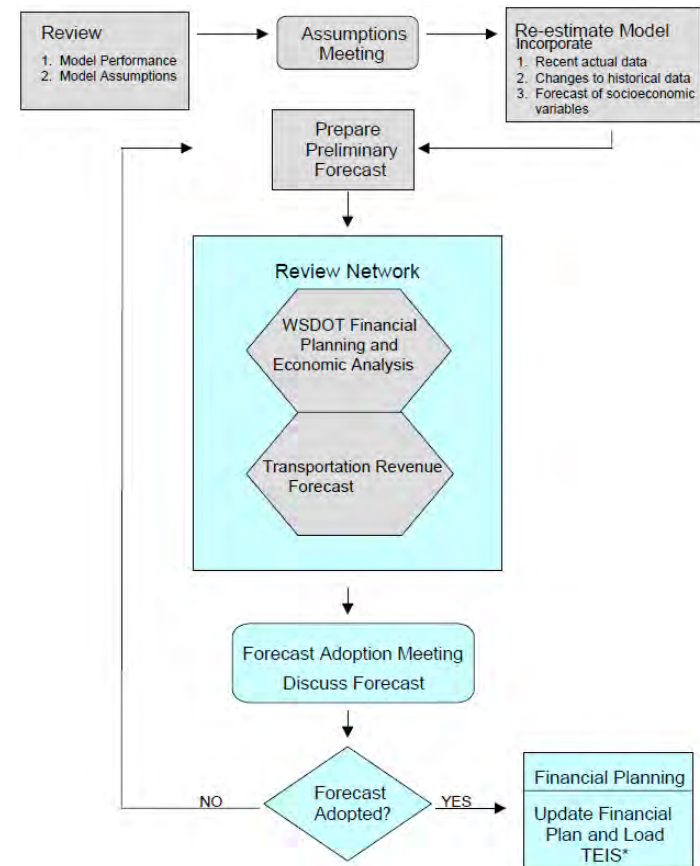 Review
1. Model Performance
2. Model Assumptions
Assumptions
Meeting
Re-estimate Model
Incorporate
1. Recent actual data
2. Changes to historical data
3. Forecast of socioeconomic
variables
Prepare
Preliminary
Forecast
Review Network
WSDOT Financial
Planning and
Economic Analysis
Transportation Revenue
Forecast
Forecast Adoption Meeting
Discuss Forecast
Forecast
Adopted?
NO
YES
Financial Planning
Update Financial
Plan and Load
TEIS*